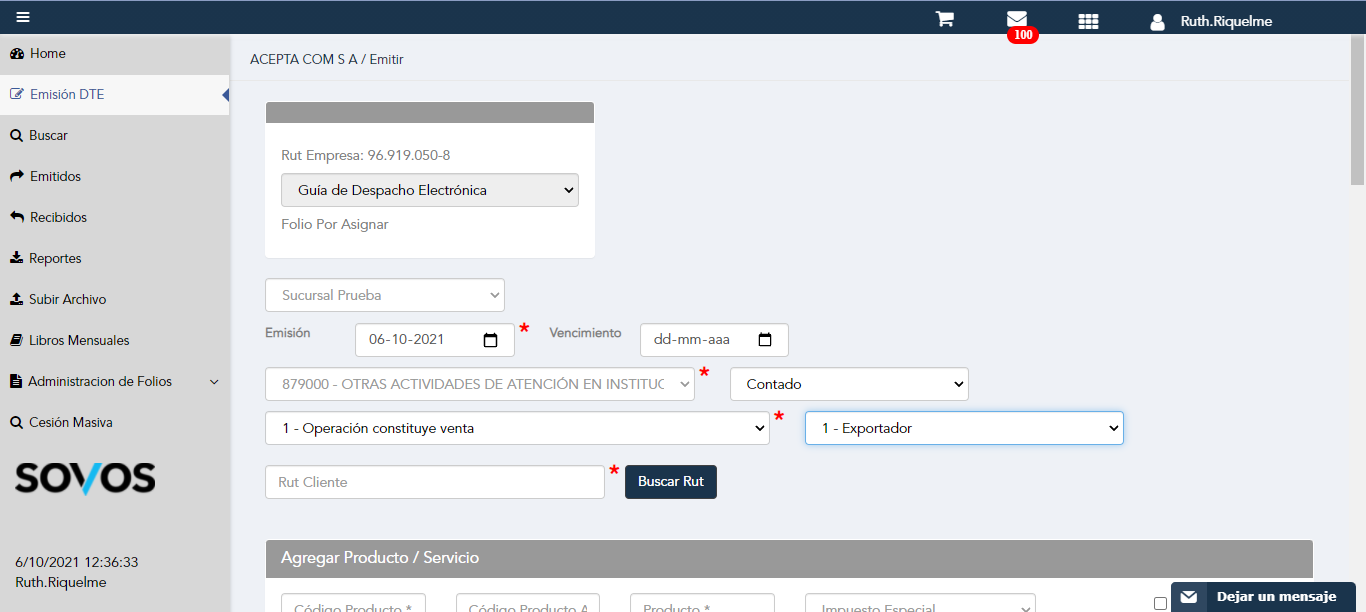 Ruth.Riquelme
100
Home
Emisión DTE
Buscar
Emitidos
Recibidos
Reportes
Subir Archivo
Libros Mensuales
Administracion de Folios
Cesión Masiva
SOVOS
6/10/2021 12:36:33
Ruth.Riquelme
ACEPTA COM S A / Emitir
Rut Empresa: 96.919.050-8
Guía de Despacho Electrónica
Folio Por Asignar
Sucursal Prueba
Emisión 06-10-2021 * Vencimiento dd-mm-aaa
879000 - OTRAS ACTIVIDADES DE ATENCIÓN EN INSTITUC * Contado
1 - Operación constituye venta * 1 - Exportador
Rut Cliente * Buscar Rut
Agregar Producto / Servicio
Código Producto * Código Producto A Producto * Impuesto Especial
Dejar un mensaje